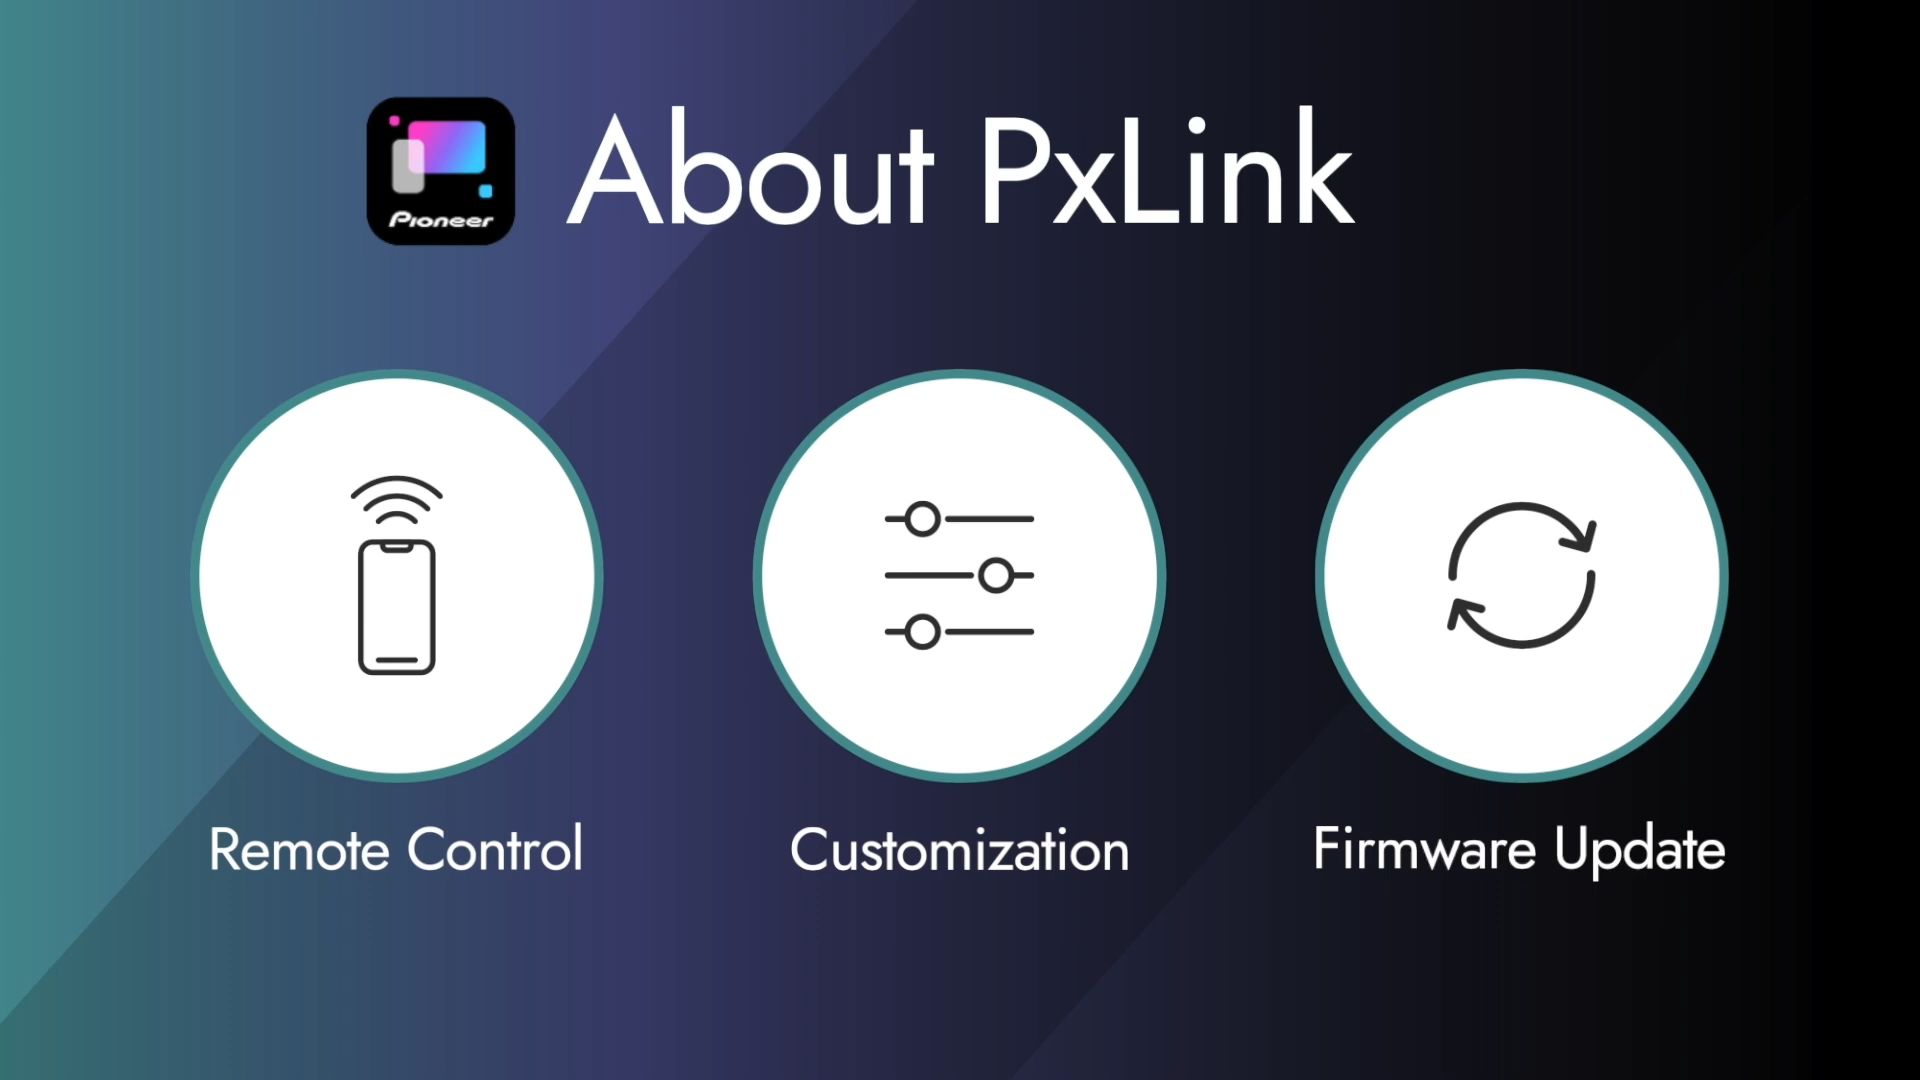 Pioneer
About PxLink
Remote Control
Customization
Firmware Update